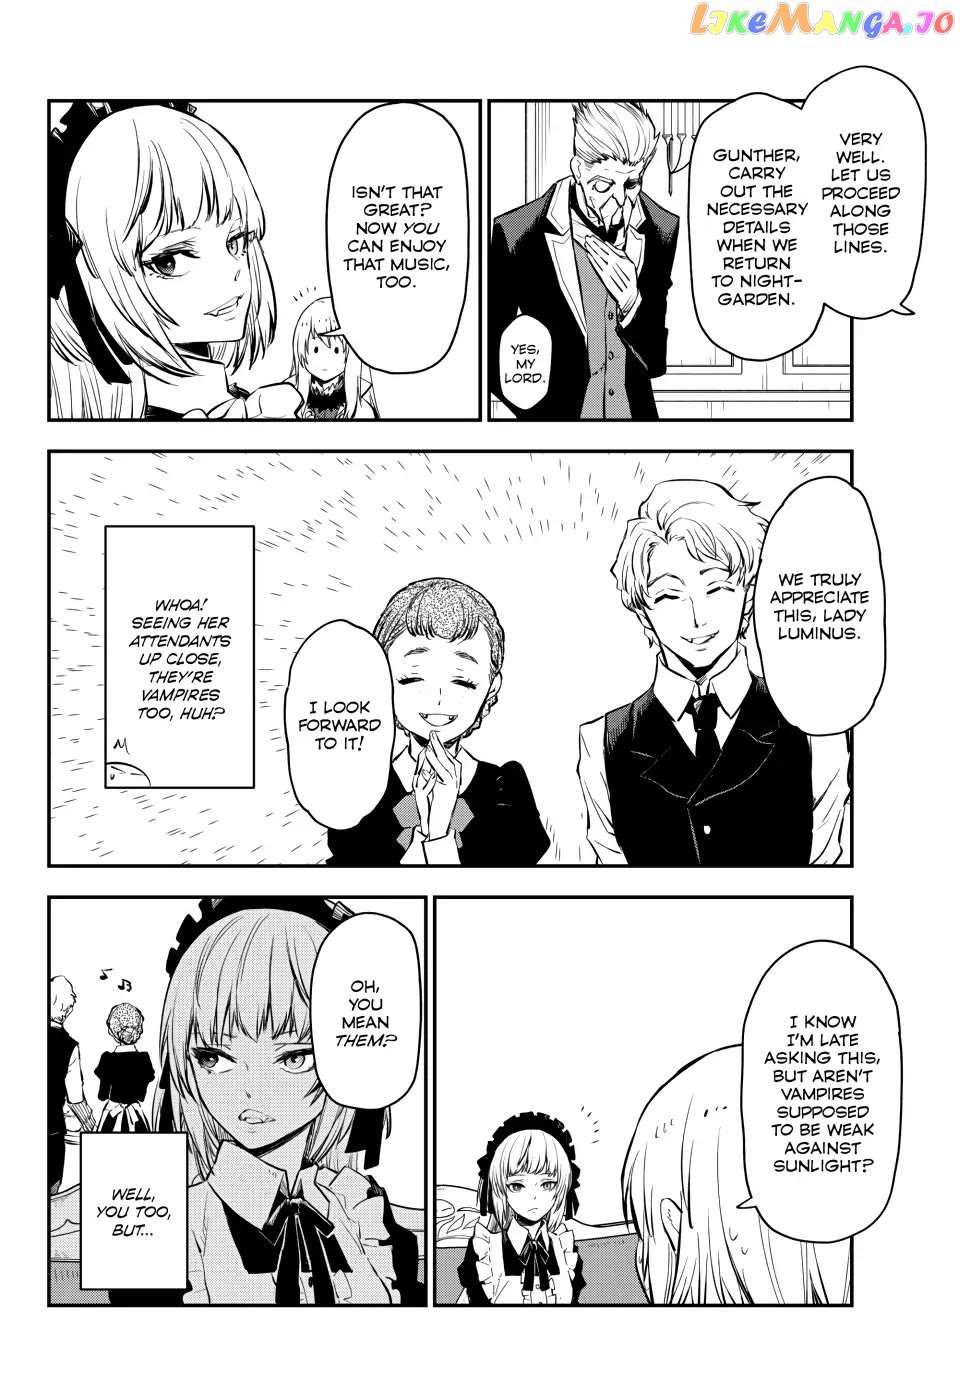 LIKEMANGA.IO
VERY
WELL.
LET US
PROCEED
ALONG
THOSE
LINES.
GUNTHER,
CARRY
OUT THE
NECESSARY
DETAILS
WHEN WE
RETURN
TO NIGHT-
GARDEN.
YES,
MY
LORD.
ISN'T THAT
GREAT?
NOW YOU
CAN ENJOY
THAT MUSIC,
TOO.
WE TRULY
APPRECIATE
THIS, LADY
LUMINUS.
I LOOK
FORWARD
TO IT!
WHOA!
SEEING HER
ATTENDANTS
UP CLOSE,
THEY'RE
VAMPIRES
TOO, HUH?
I KNOW
I'M LATE
ASKING THIS,
BUT AREN'T
VAMPIRES
SUPPOSED
TO BE WEAK
AGAINST
SUNLIGHT?
OH,
YOU
MEAN
THEM?
WELL,
YOU TOO,
BUT...